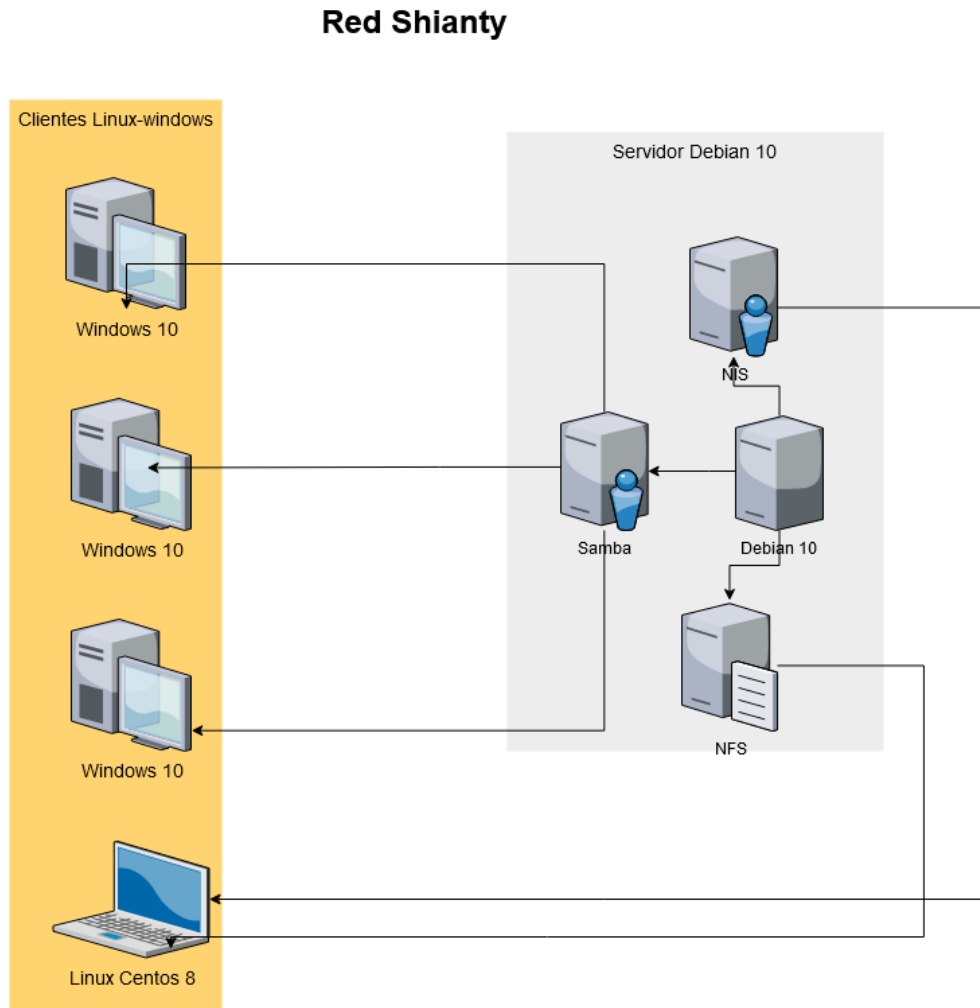 Red Shianty
Clientes Linux-windows
Servidor Debian 10
Windows 10
NIS
Windows 10
Samba
Debian 10
Windows 10
NFS
Linux Centos 8